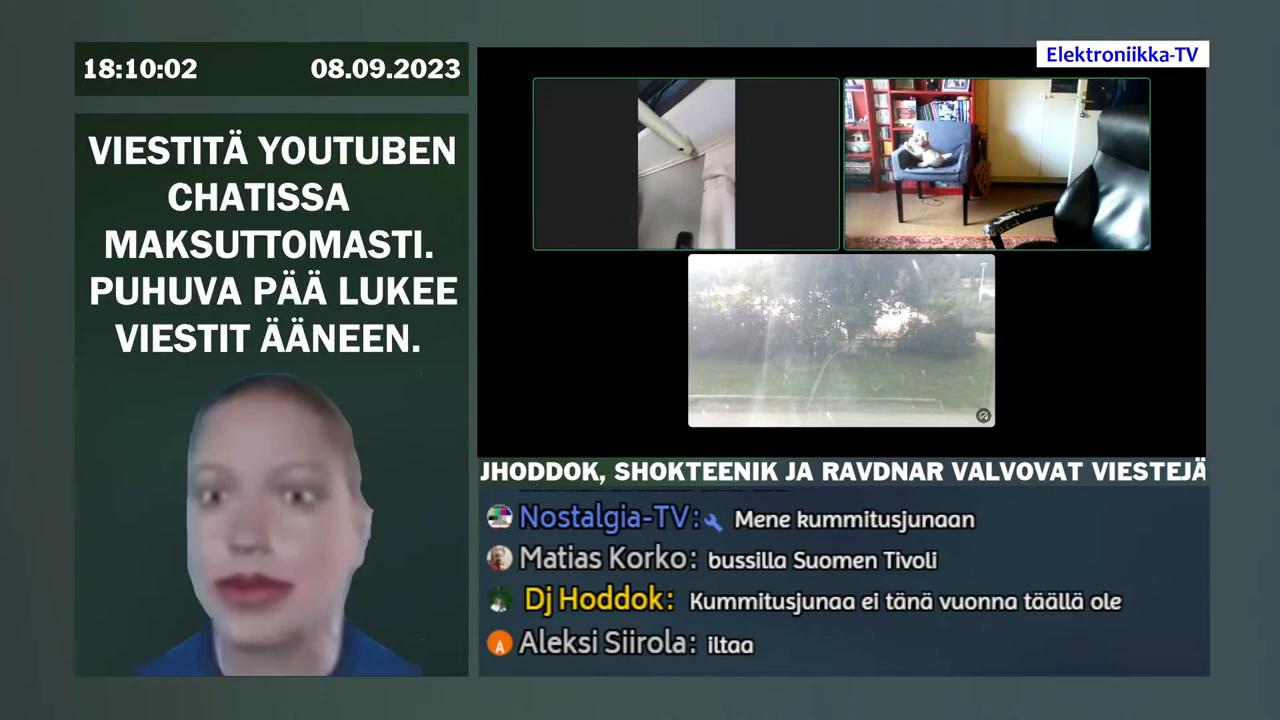 18:10:02 08.09.2023
VIESTITÄ YOUTUBEN
CHATISSA
MAKSUTTOMASTI.
PUHUVA PÄÄ LUKEE
VIESTIT ÄÄNEEN.
Elektroniikka-TV
JHODDOK, SHOKTEENIK JA RAVDNAR VALVOVAT VIESTEJÄ
Nostalgia-TV: Mene kummitusjunaan
Matias Korko: bussilla Suomen Tivoli
Dj Hoddok: Kummitusjunaa ei tänä vuonna täällä ole
A Aleksi Siirola: iltaa